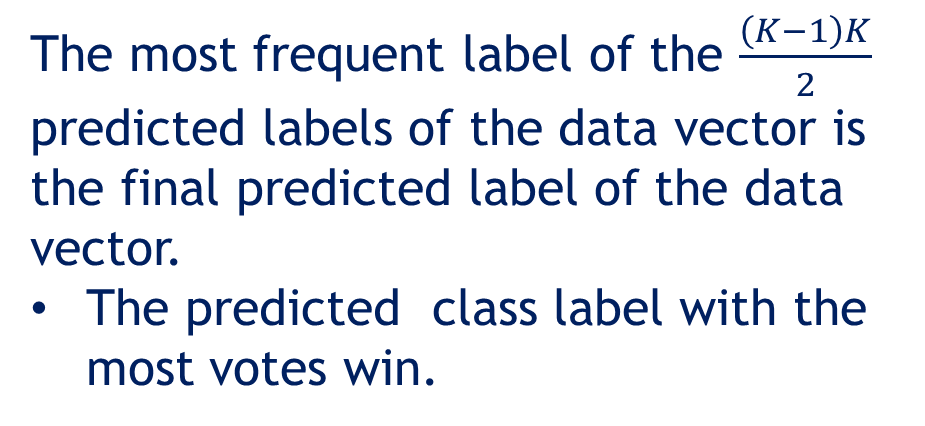 The most frequent label of the $\frac{(K-1)K}{2}$
predicted labels of the data vector is
the final predicted label of the data
vector.
• The predicted  class label with the
most votes win.